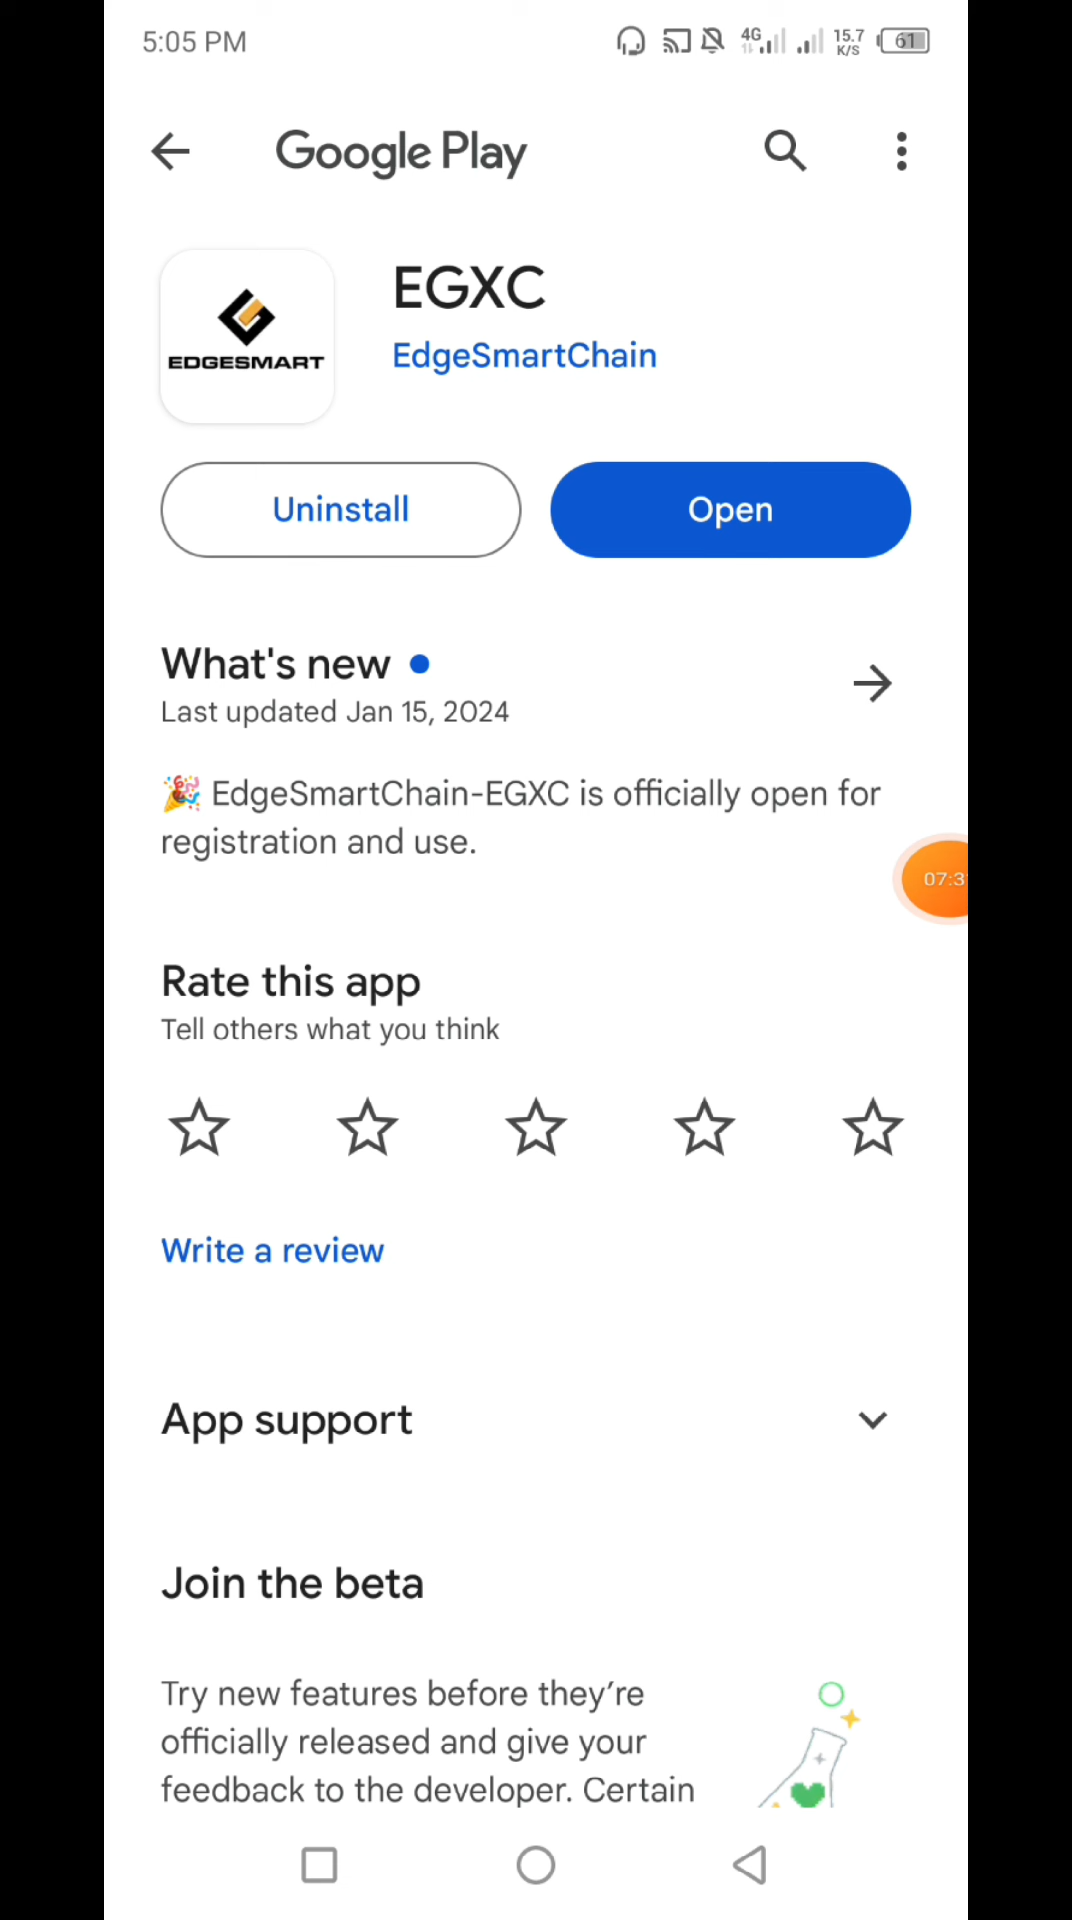 5:05 PM
4G
15.7
K/S
61
Google Play
EGXC
EdgeSmartChain
EDGESMART
Uninstall
Open
What's new
Last updated Jan 15, 2024
🎉 EdgeSmartChain-EGXC is officially open for
registration and use.
07:3
Rate this app
Tell others what you think
Write a review
App support
Join the beta
Try new features before they’re
officially released and give your
feedback to the developer. Certain